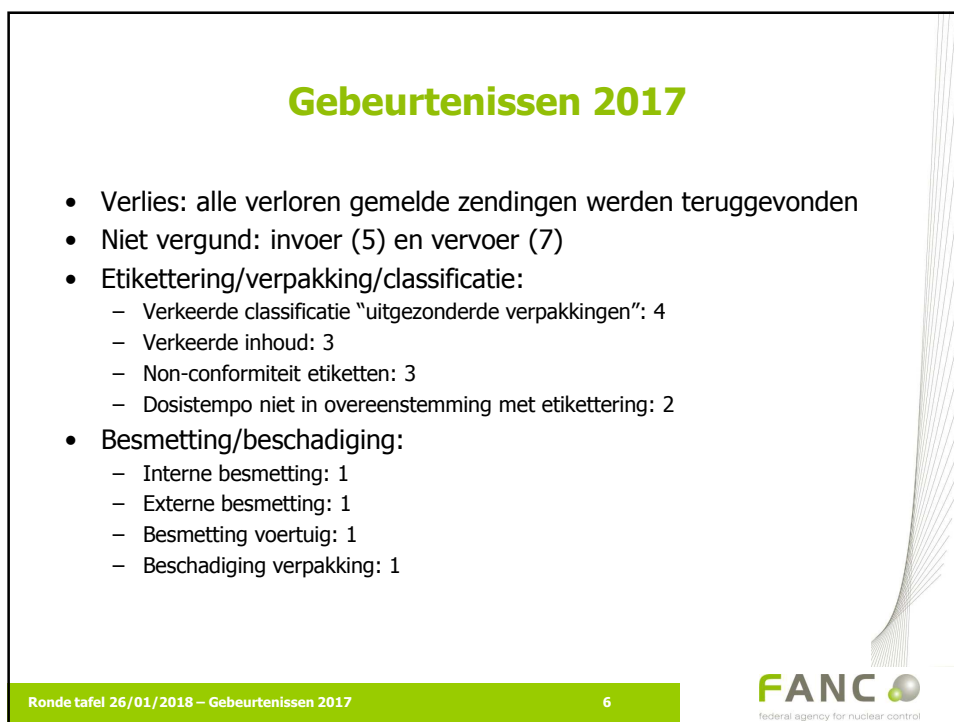 Gebeurtenissen 2017
• Verlies: alle verloren gemelde zendingen werden teruggevonden
• Niet vergund: invoer (5) en vervoer (7)
• Etikettering/verpakking/classificatie:
– Verkeerde classificatie “uitgezonderde verpakkingen”: 4
– Verkeerde inhoud: 3
– Non-conformiteit etiketten: 3
– Dosistempo niet in overeenstemming met etikettering: 2
• Besmetting/beschadiging:
– Interne besmetting: 1
– Externe besmetting: 1
– Besmetting voertuig: 1
– Beschadiging verpakking: 1
Ronde tafel 26/01/2018 – Gebeurtenissen 2017 6
FANC
federal agency for nuclear control